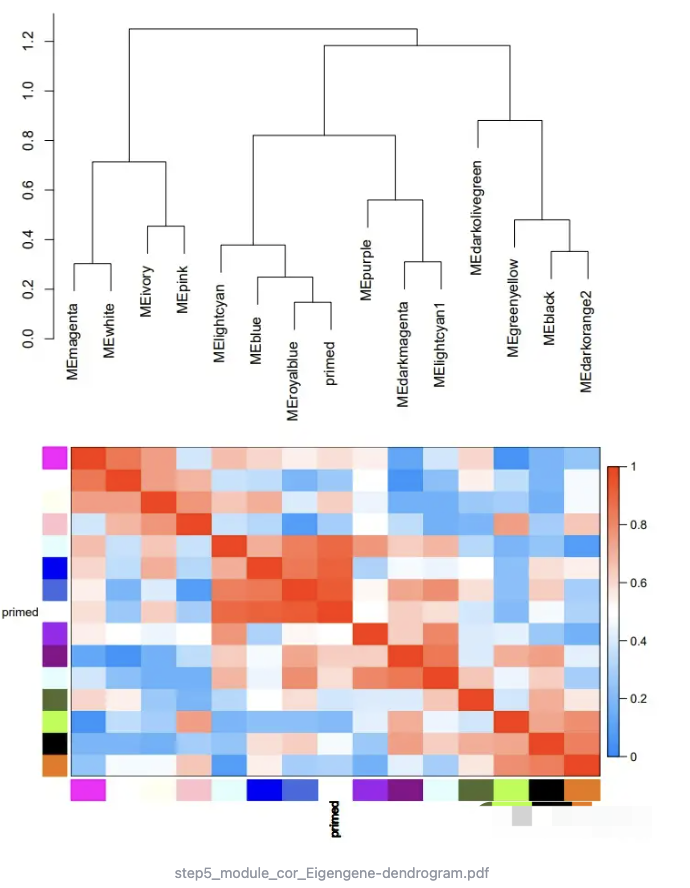 1.2
1.0
0.8
0.6
0.4
0.2
0.0
MEmagenta
MEwhite
MEivory
MEpink
MElightcyan
MEblue
MEroyalblue
primed
MEpurple
MEdarkmagenta
MElightcyan1
MEdarkolivegreen
MEgreenyellow
MEblack
MEdarkorange2
primed
1
0.8
0.6
0.4
0.2
0
primed
step5_module_cor_Eigengene-dendrogram.pdf